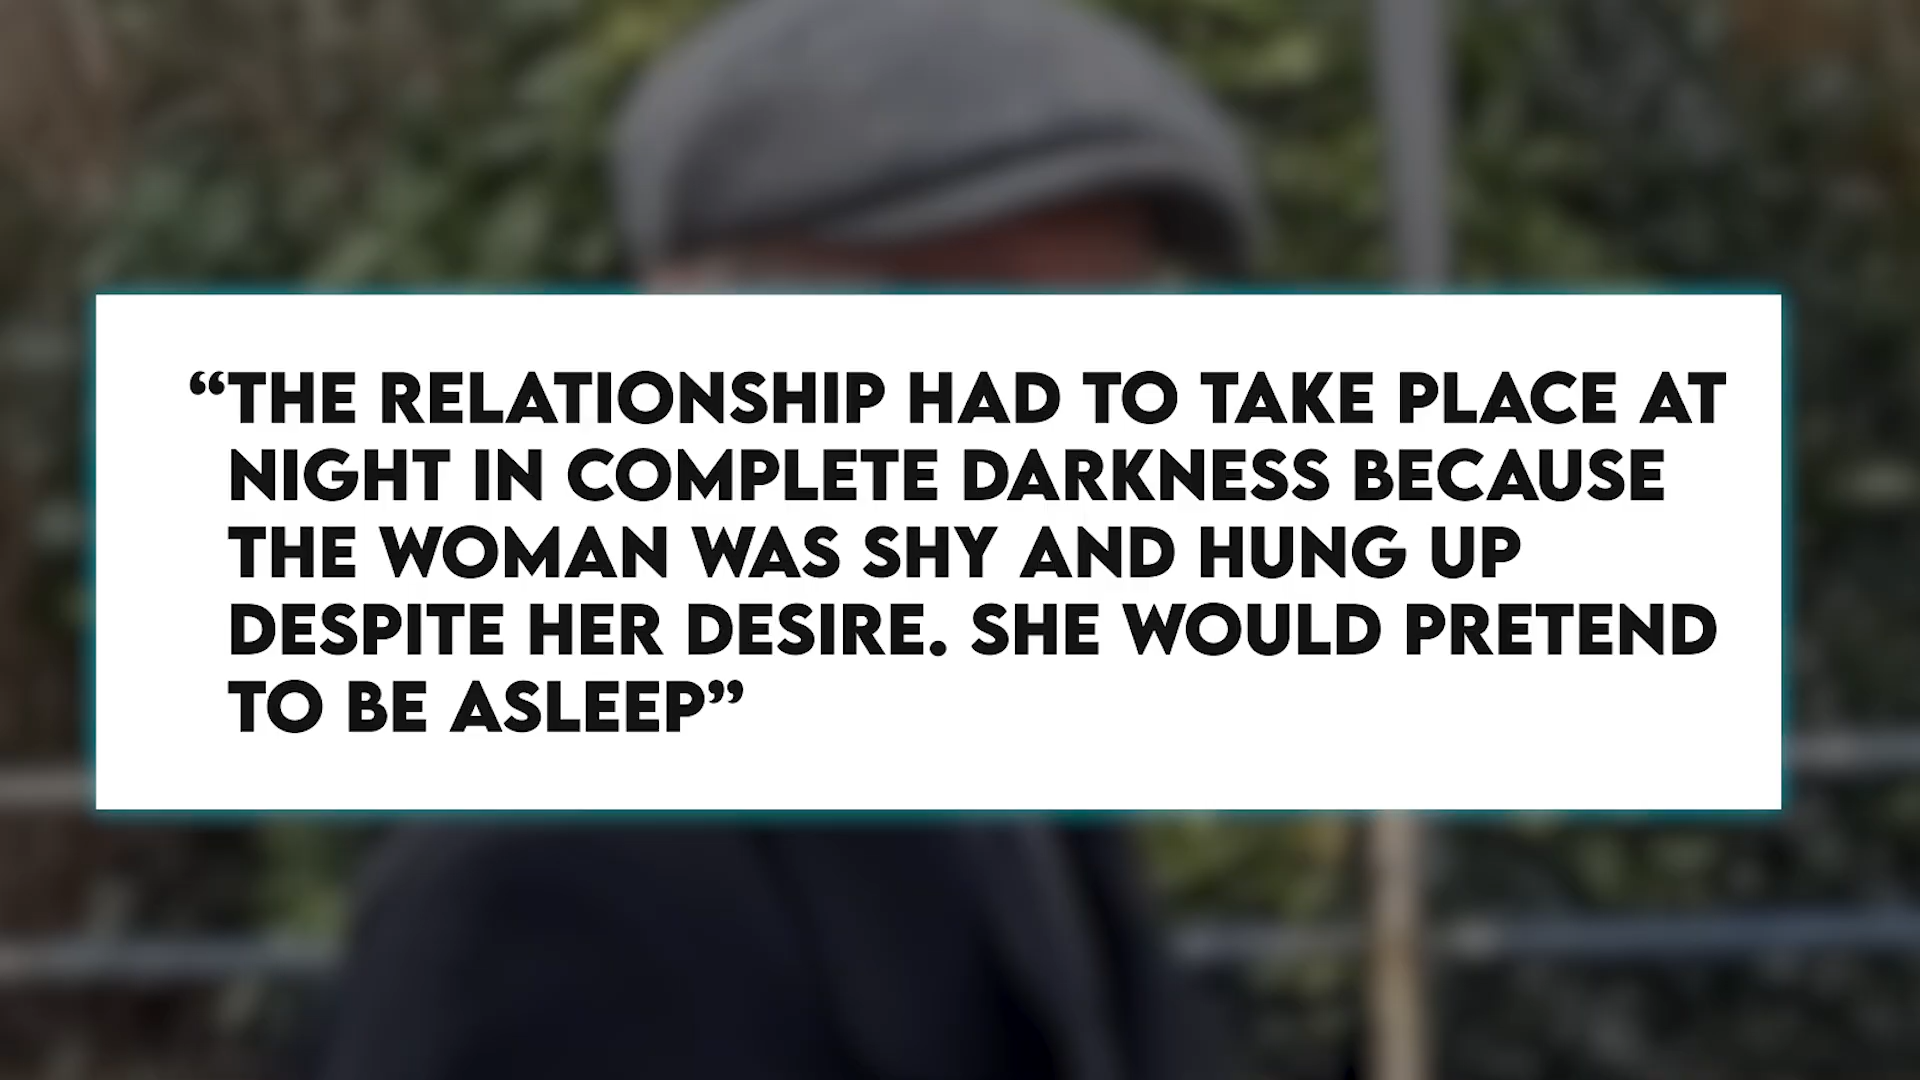 “THE RELATIONSHIP HAD TO TAKE PLACE AT
NIGHT IN COMPLETE DARKNESS BECAUSE
THE WOMAN WAS SHY AND HUNG UP
DESPITE HER DESIRE. SHE WOULD PRETEND
TO BE ASLEEP”